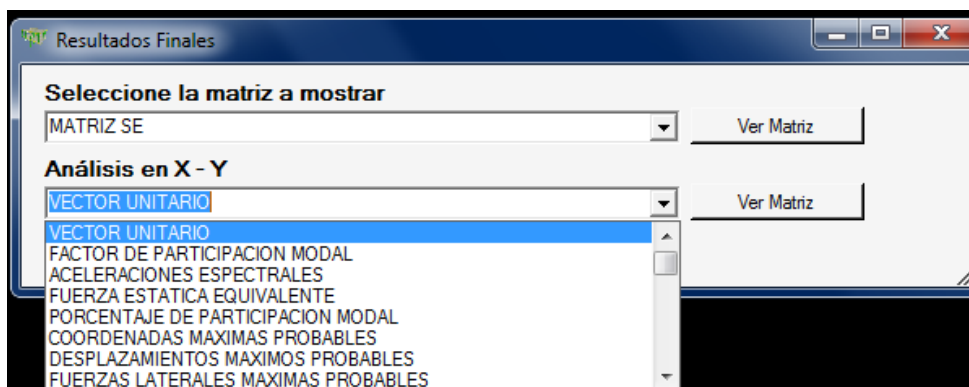 Resultados Finales
Seleccione la matriz a mostrar
MATRIZ SE
Ver Matriz
Análisis en X - Y
VECTOR UNITARIO
Ver Matriz
VECTOR UNITARIO
FACTOR DE PARTICIPACION MODAL
ACELERACIONES ESPECTRALES
FUERZA ESTATICA EQUIVALENTE
PORCENTAJE DE PARTICIPACION MODAL
COORDENADAS MAXIMAS PROBABLES
DESPLAZAMIENTOS MAXIMOS PROBABLES
FUERZAS LATERALES MAXIMAS PROBABLES